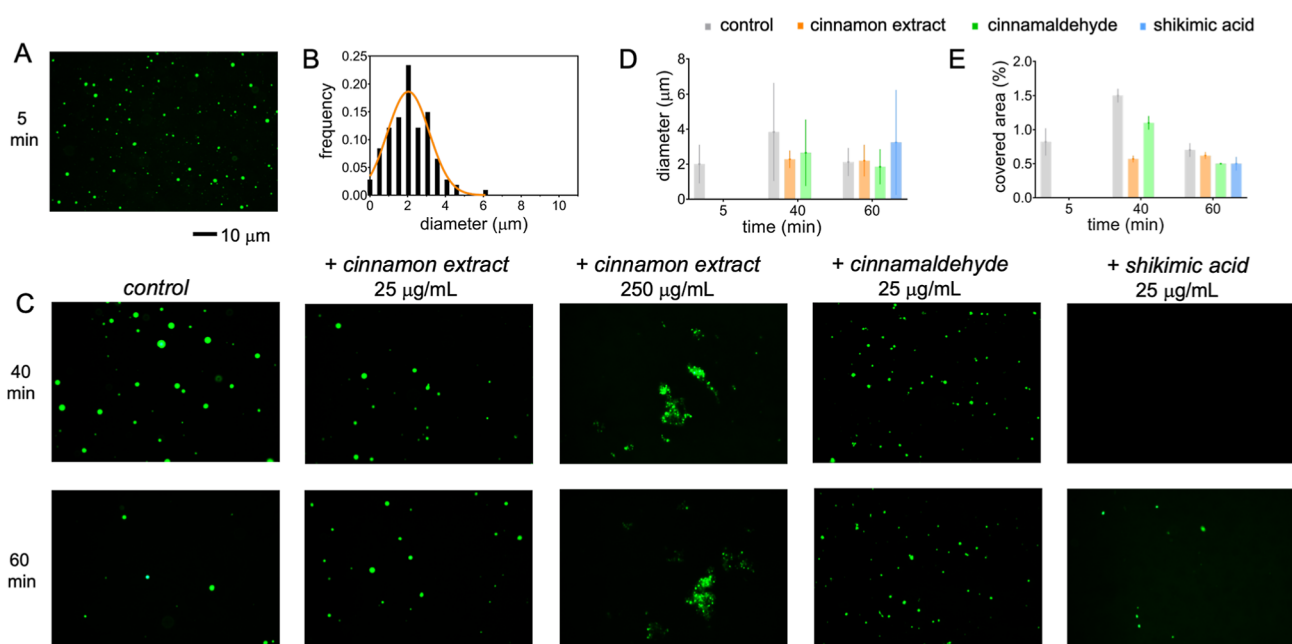 control cinnamon extract cinnamaldehyde shikimic acid
A
5
min
10 μm
B
0.25
0.20
0.15
0.10
0.05
0.00
frequency
0 2 4 6 8 10
diameter (μm)
D
8
6
4
2
0
diameter (μm)
5 40 60
time (min)
E
2.0
1.5
1.0
0.5
0.0
covered area (%)
5 40 60
time (min)
C
control
+ cinnamon extract
25 μg/mL
+ cinnamon extract
250 μg/mL
+ cinnamaldehyde
25 μg/mL
+ shikimic acid
25 μg/mL
40
min
60
min